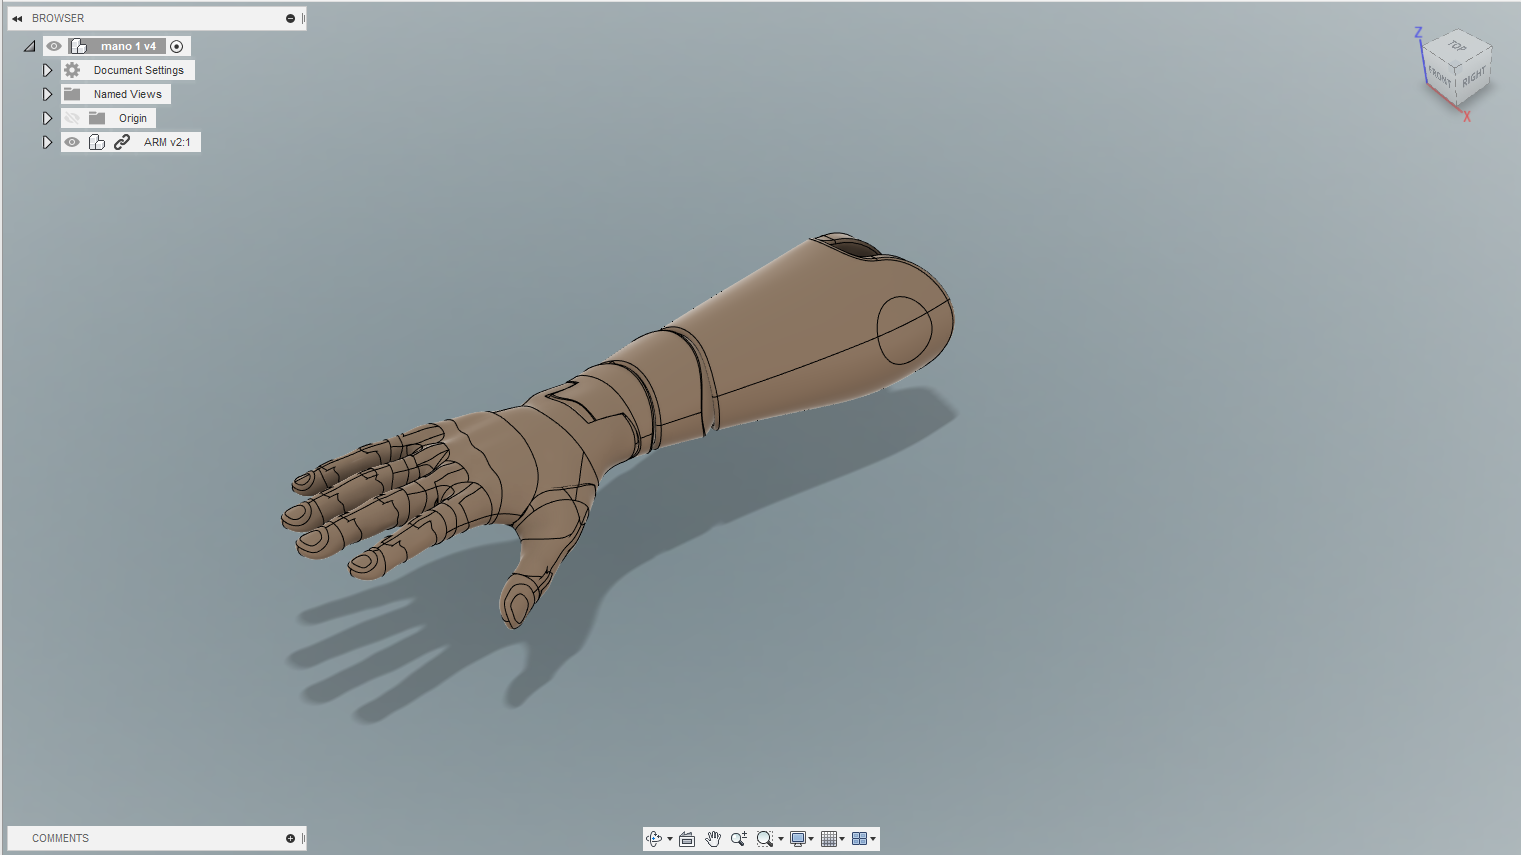 BROWSER
mano 1 v4
Document Settings
Named Views
Origin
ARM v2:1
Z
TOP
FRONT
RIGHT
X
COMMENTS